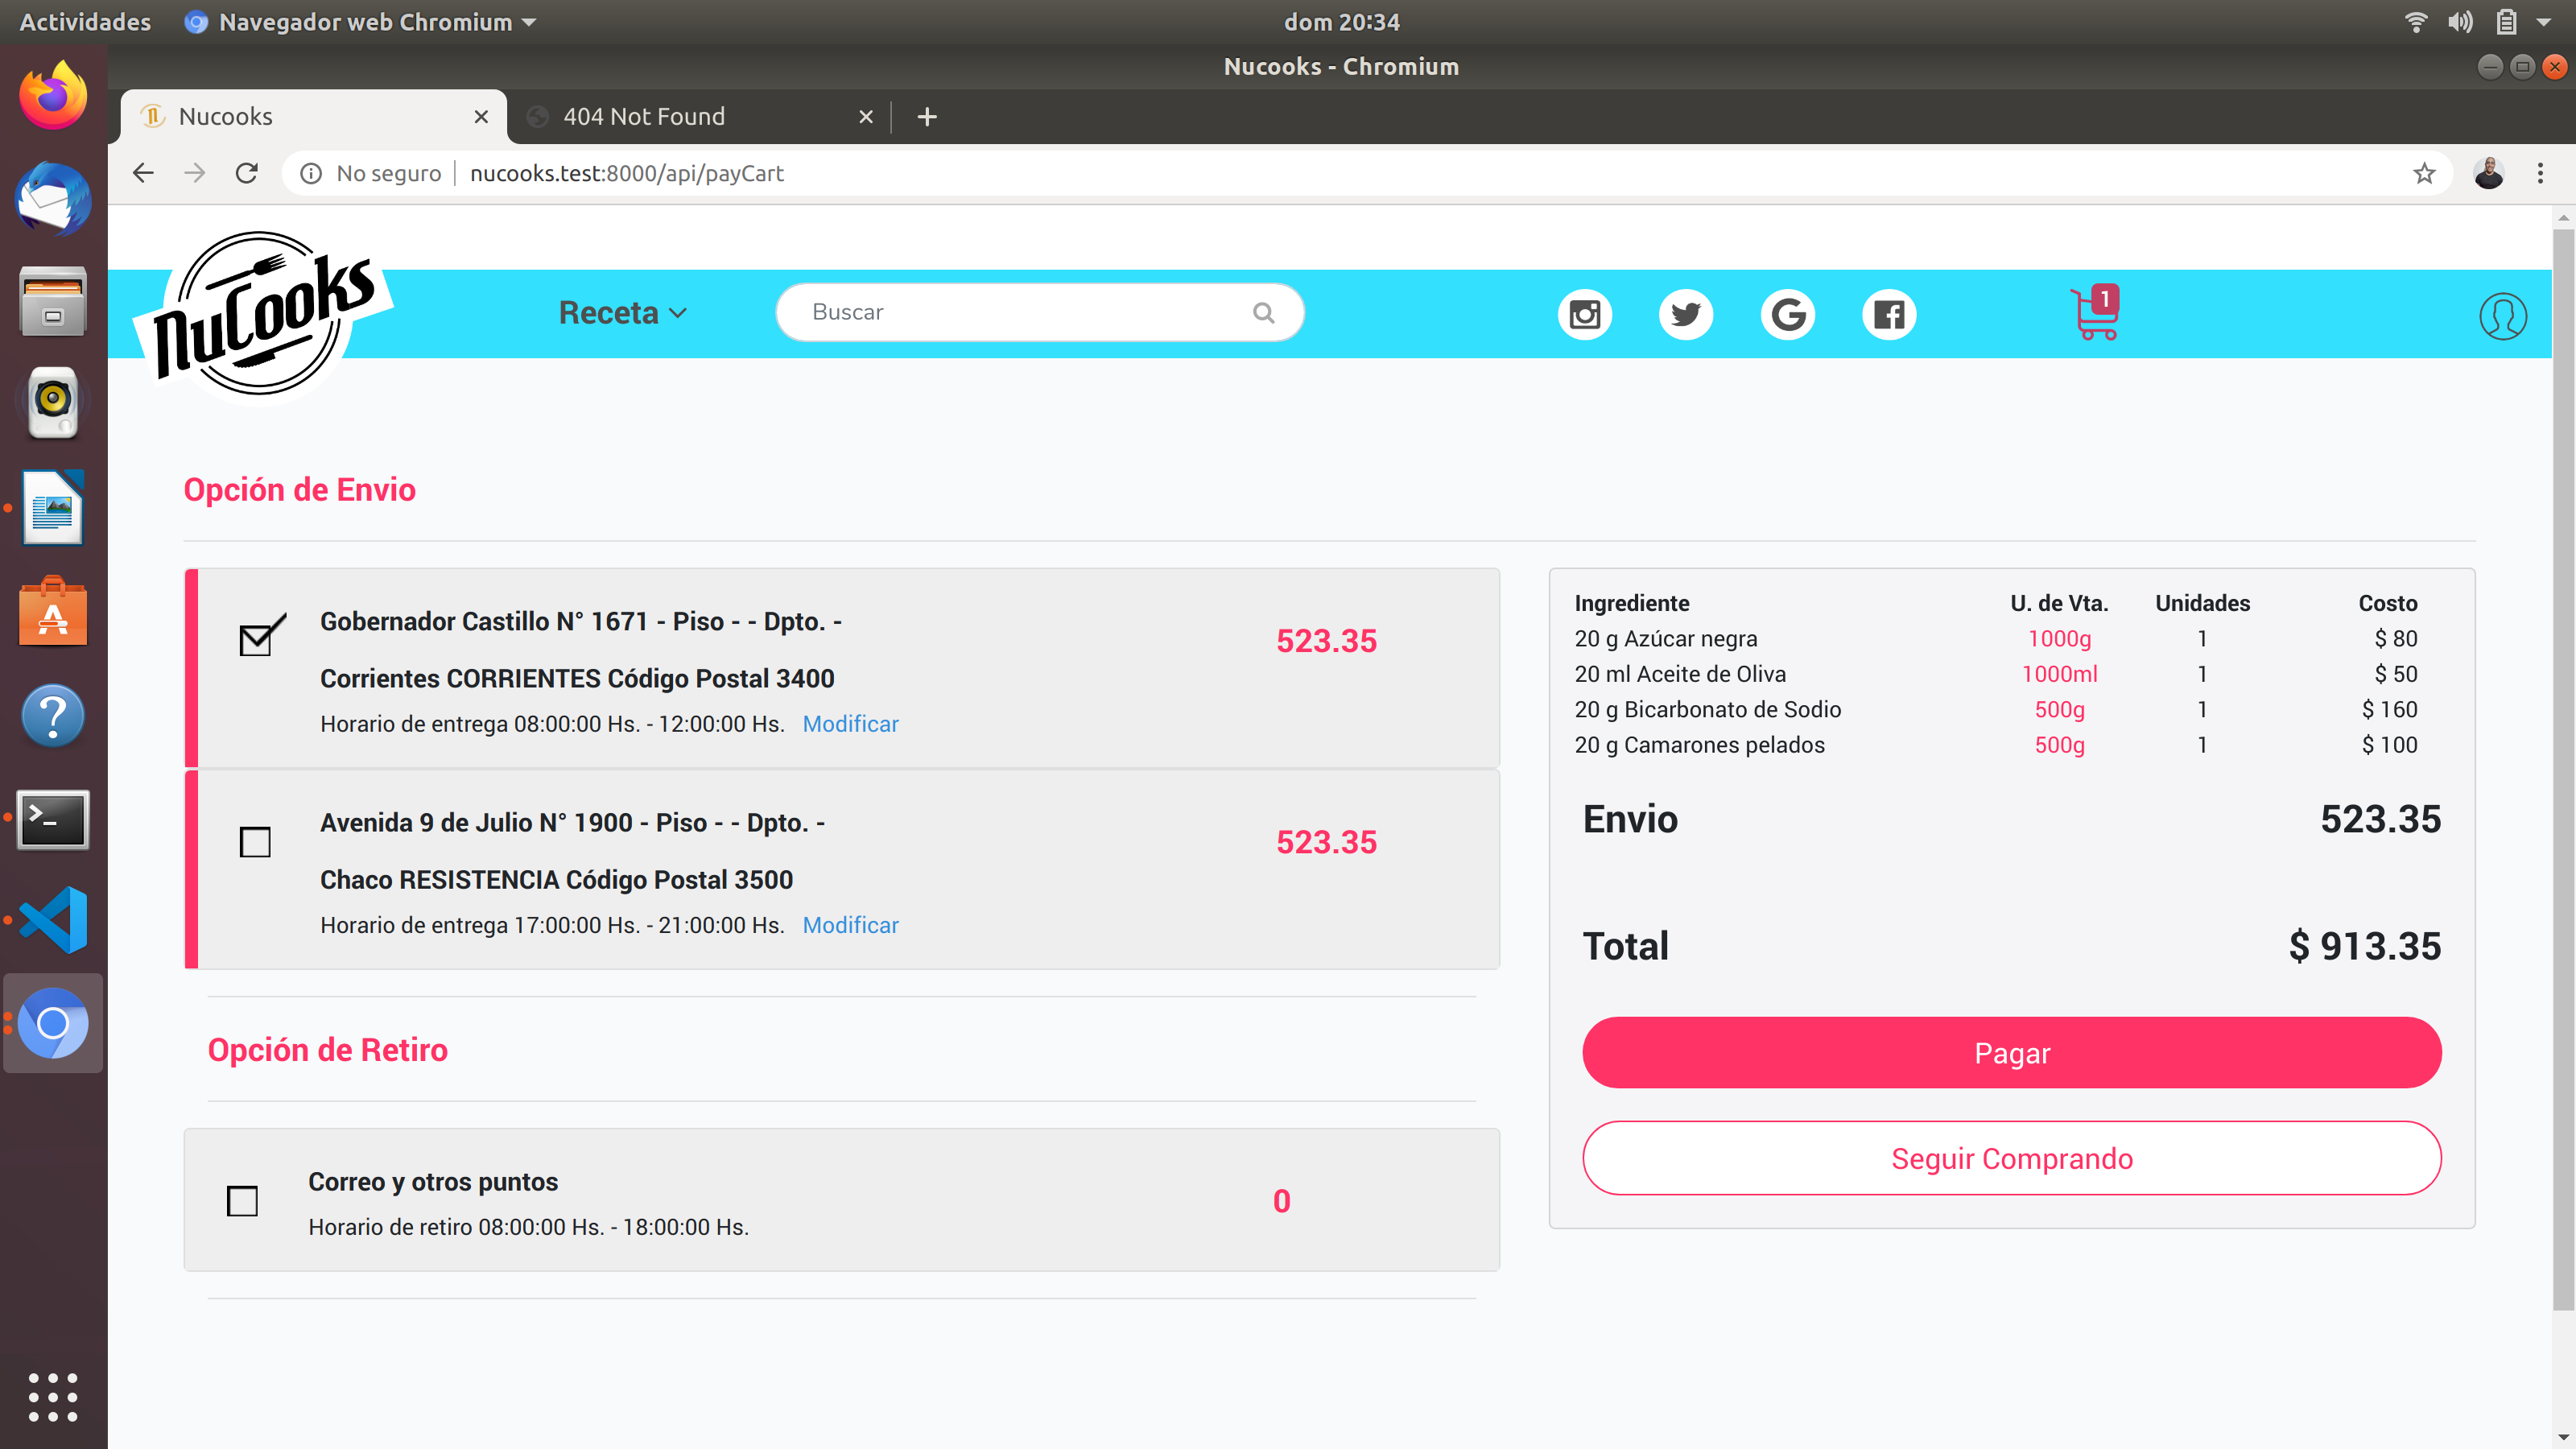 Actividades Navegador web Chromium dom 20:34
Nucooks - Chromium
Nucooks 404 Not Found
No seguro nucooks.test:8000/api/payCart
NuCooks Receta Buscar 1
Opción de Envio
Gobernador Castillo N° 1671 - Piso - - Dpto. -
523.35
Corrientes CORRIENTES Código Postal 3400
Horario de entrega 08:00:00 Hs. - 12:00:00 Hs. Modificar
Avenida 9 de Julio N° 1900 - Piso - - Dpto. -
523.35
Chaco RESISTENCIA Código Postal 3500
Horario de entrega 17:00:00 Hs. - 21:00:00 Hs. Modificar
Opción de Retiro
Correo y otros puntos
0
Horario de retiro 08:00:00 Hs. - 18:00:00 Hs.
Ingrediente U. de Vta. Unidades Costo
20 g Azúcar negra 1000g 1 $ 80
20 ml Aceite de Oliva 1000ml 1 $ 50
20 g Bicarbonato de Sodio 500g 1 $ 160
20 g Camarones pelados 500g 1 $ 100
Envio 523.35
Total $ 913.35
Pagar
Seguir Comprando